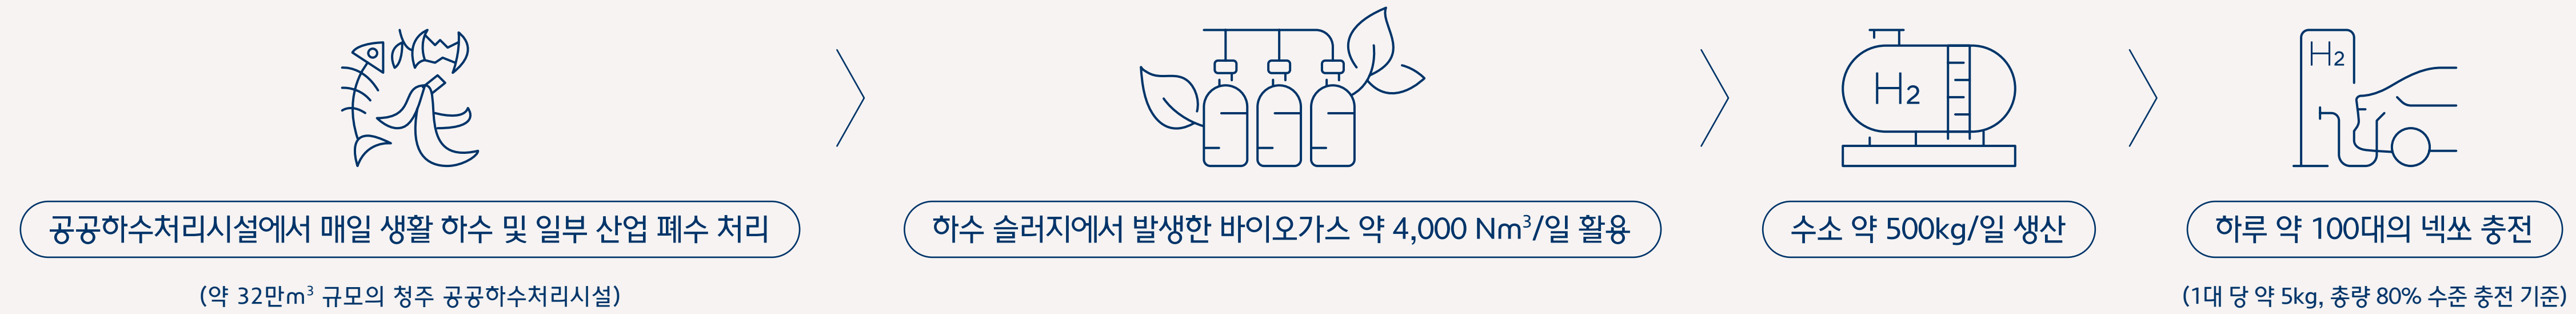 H2
H2
공공하수처리시설에서 매일 생활 하수 및 일부 산업 폐수 처리
하수 슬러지에서 발생한 바이오가스 약 4,000 Nm³/일 활용
수소 약 500kg/일 생산
하루 약 100대의 넥쏘 충전
(약 32만m³ 규모의 청주 공공하수처리시설)
(1대 당 약 5kg, 총량 80% 수준 충전 기준)